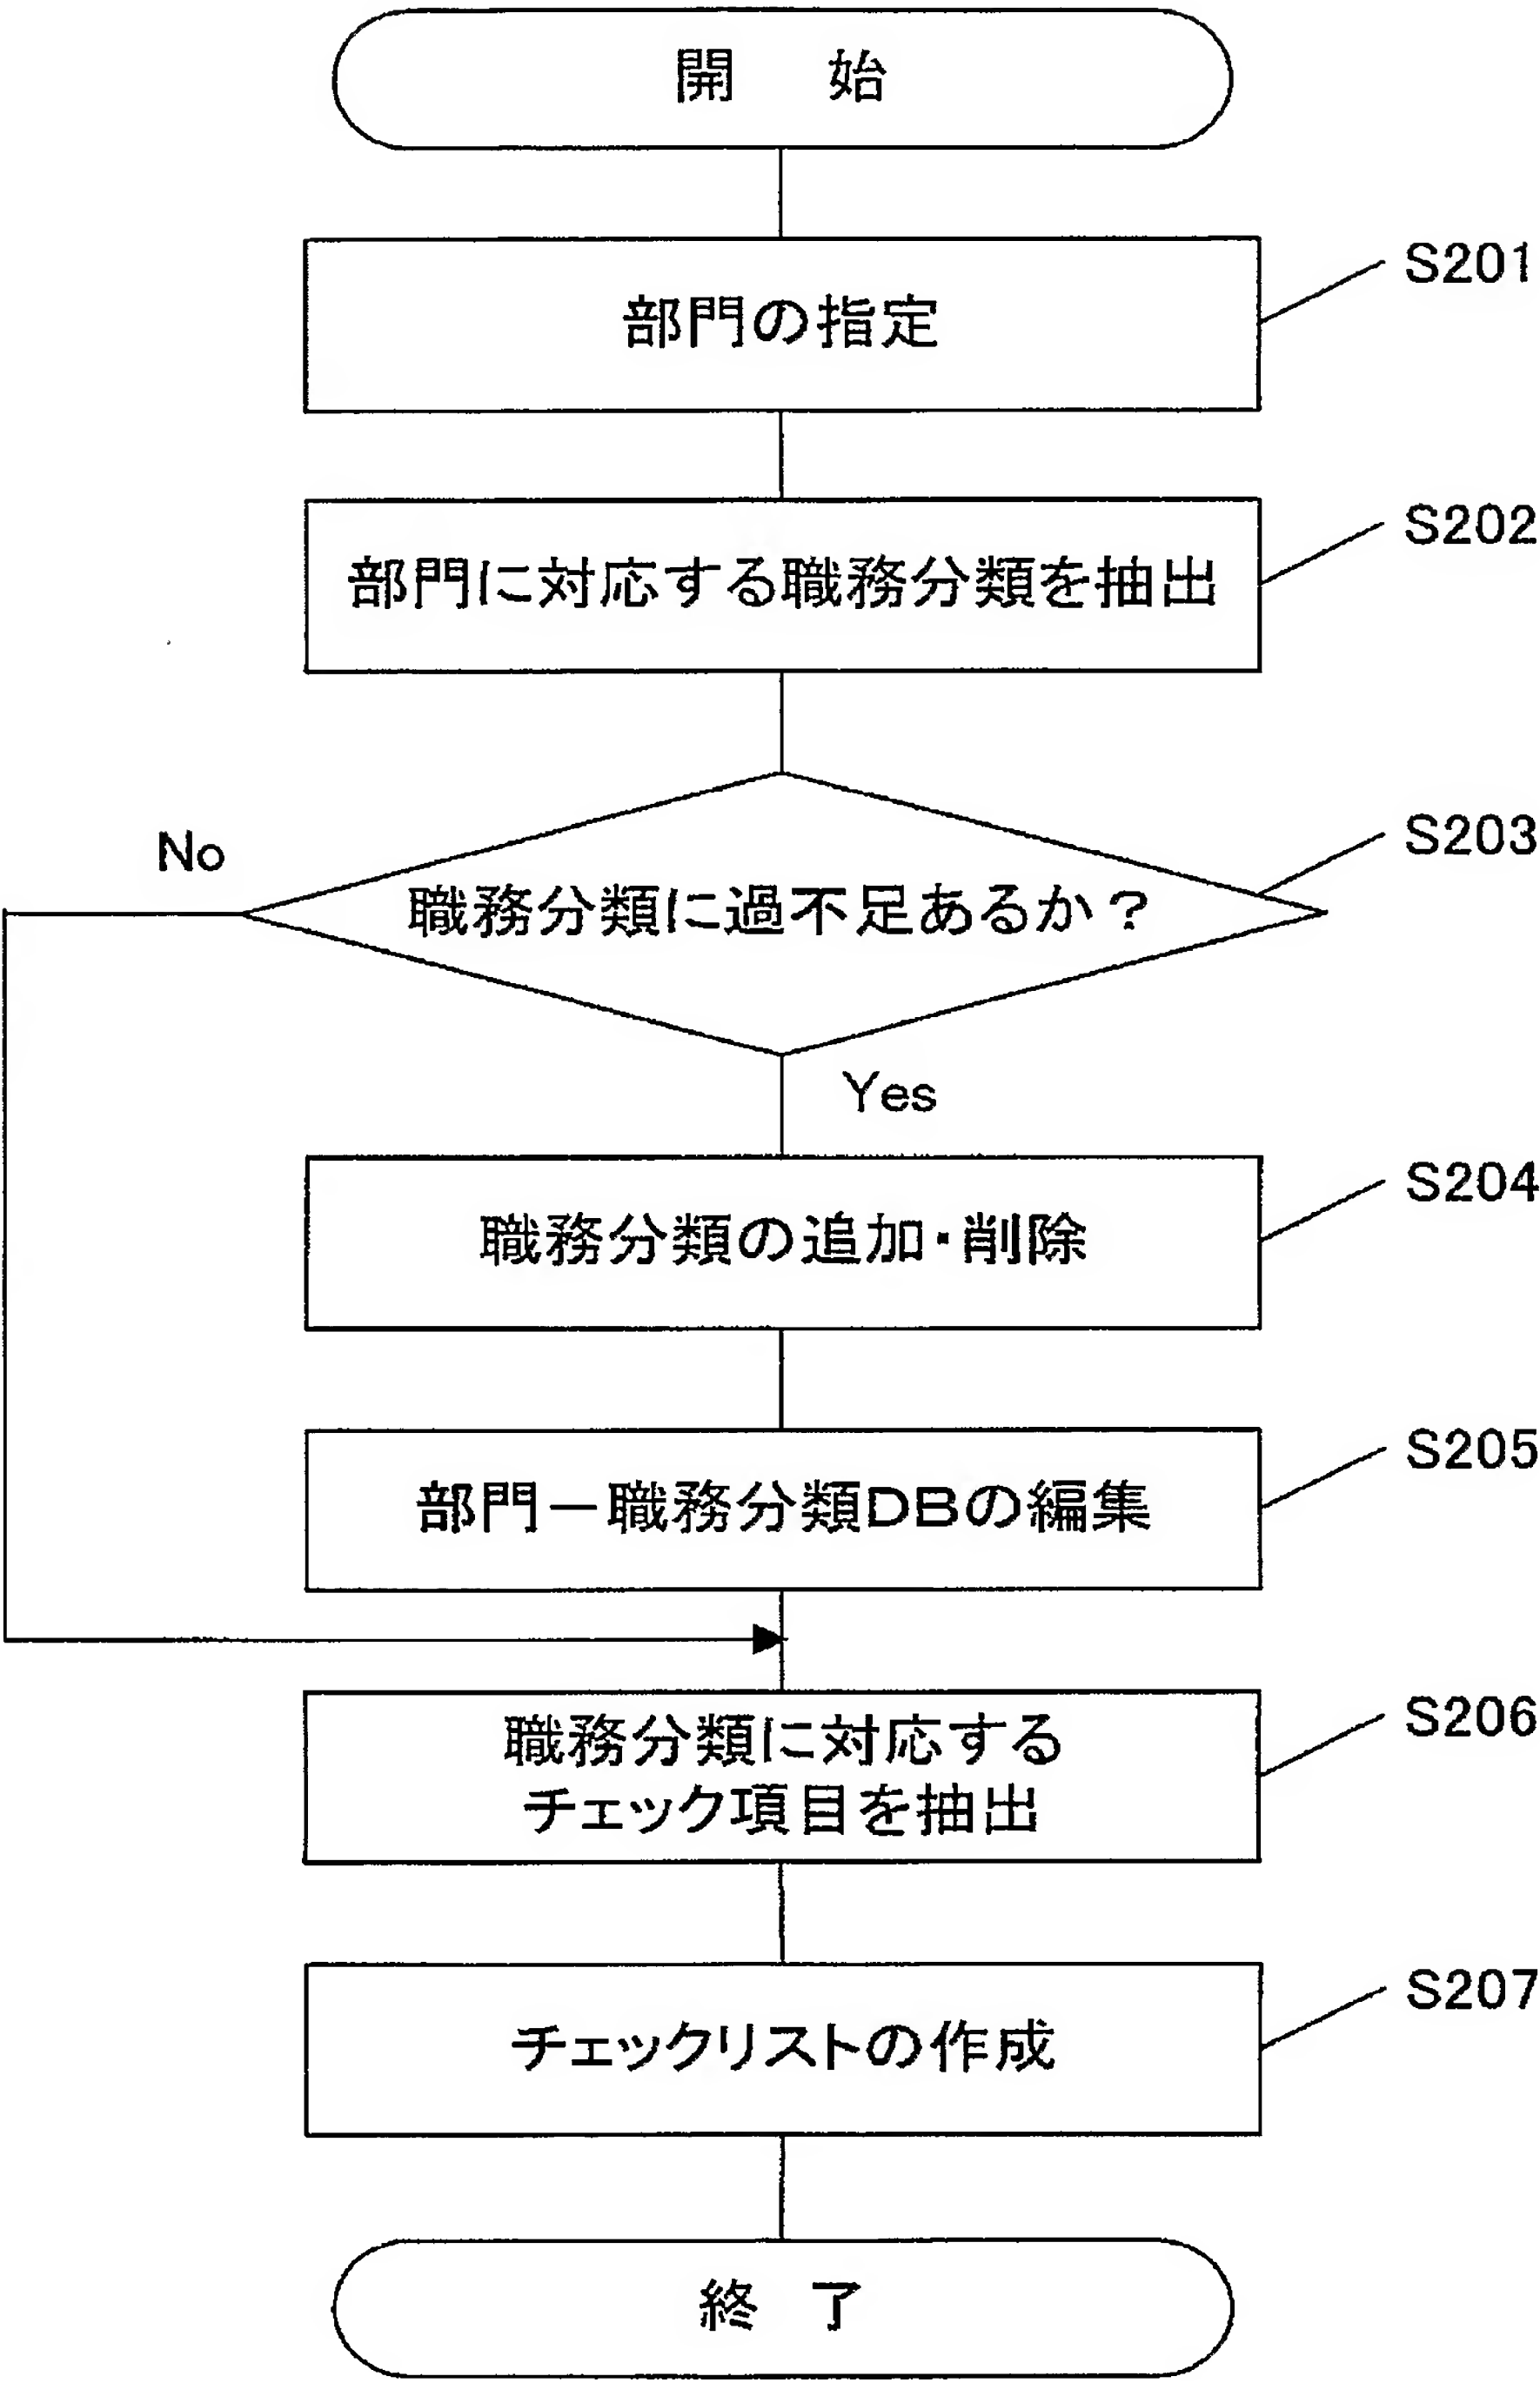 開 始
部門の指定
S201
部門に対応する職務分類を抽出
S202
職務分類に過不足あるか？
S203
No
Yes
職務分類の追加・削除
S204
部門－職務分類DBの編集
S205
職務分類に対応する
チェック項目を抽出
S206
チェックリストの作成
S207
終 了